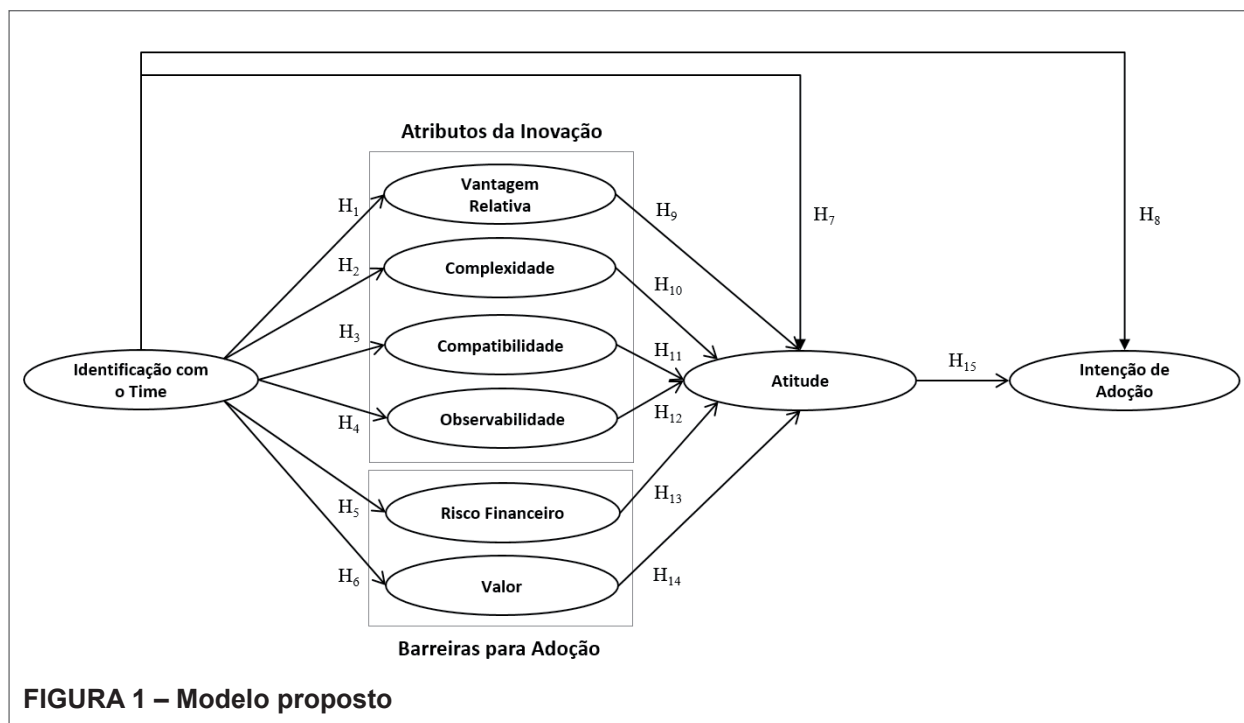 Atributos da Inovação
Vantagem
Relativa
H1
H9
H7
H8
Complexidade
H2
H10
Compatibilidade
H3
H11
Identificação com
o Time
Atitude
H15
Intenção de
Adoção
Observabilidade
H4
H12
Risco Financeiro
H5
H13
Valor
H6
H14
Barreiras para Adoção
FIGURA 1 – Modelo proposto